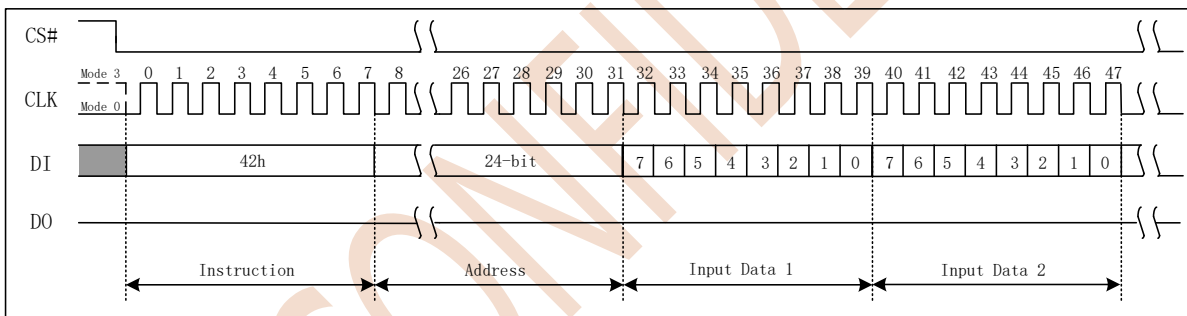 CS#
Mode 3 0 1 2 3 4 5 6 7 8 26 27 28 29 30 31 32 33 34 35 36 37 38 39 40 41 42 43 44 45 46 47
CLK
Mode 0
DI 42h 24-bit 7 6 5 4 3 2 1 0 7 6 5 4 3 2 1 0
DO
Instruction Address Input Data 1 Input Data 2